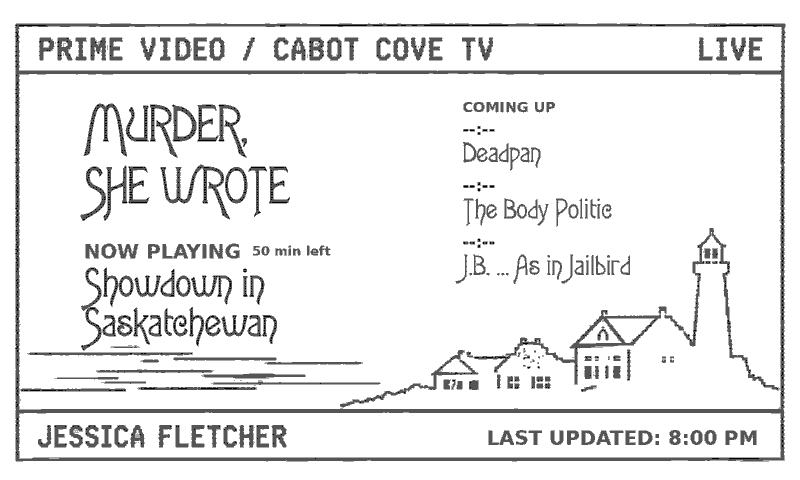 PRIME VIDEO / CABOT COVE TV
LIVE
MURDER,
SHE WROTE
NOW PLAYING 50 min left
Showdown in
Saskatchewan
COMING UP
--:--
Deadpan
--:--
The Body Politic
--:--
J.B. ... As in Jailbird
JESSICA FLETCHER
LAST UPDATED: 8:00 PM